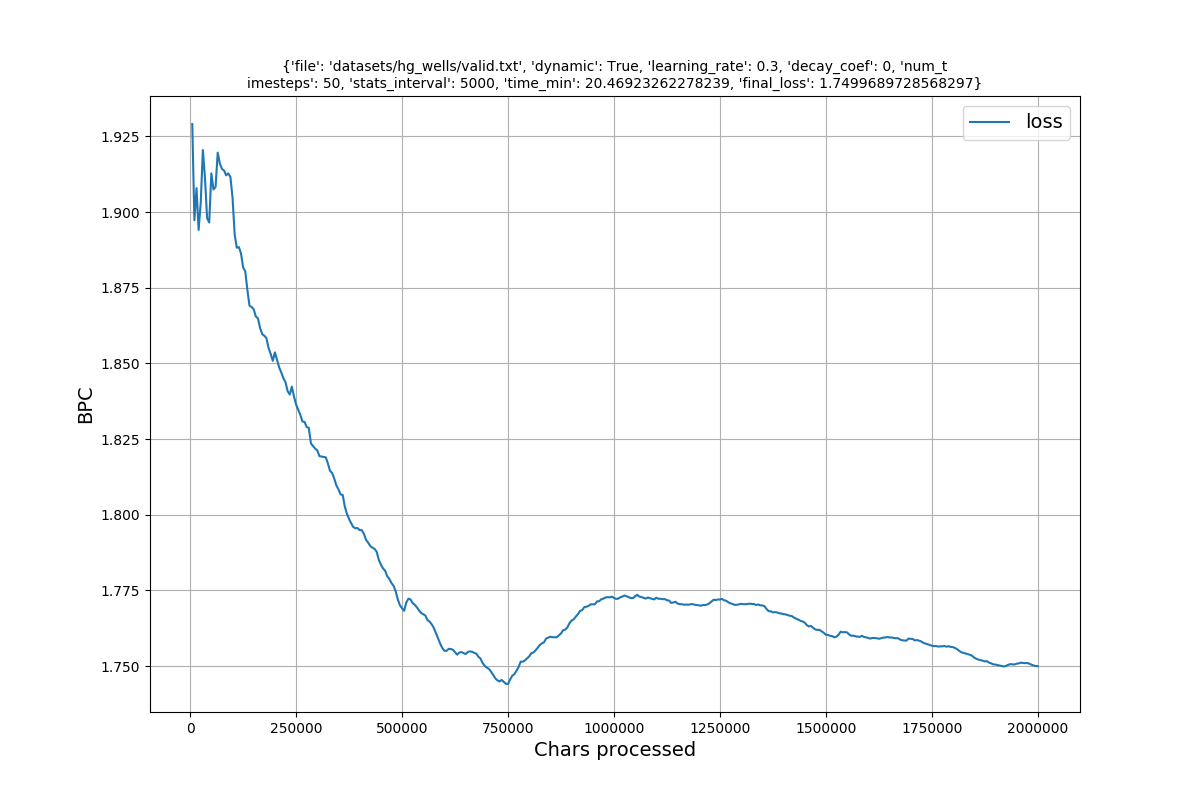 {'file': 'datasets/hg_wells/valid.txt', 'dynamic': True, 'learning_rate': 0.3, 'decay_coef': 0, 'num_t
imesteps': 50, 'stats_interval': 5000, 'time_min': 20.46923262278239, 'final_loss': 1.7499689728568297}
loss
1.925
1.900
1.875
1.850
1.825
1.800
1.775
1.750
BPC
0 250000 500000 750000 1000000 1250000 1500000 1750000 2000000
Chars processed